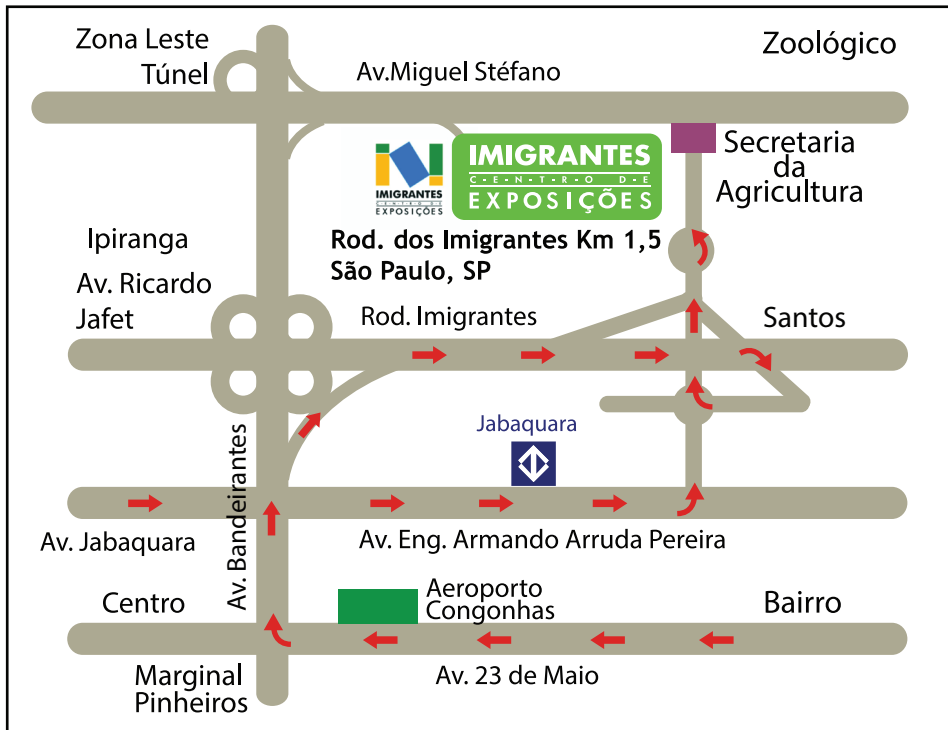 Zona Leste
Túnel
Av.Miguel Stéfano
Zoológico
IMIGRANTES
CENTRO DE
EXPOSIÇÕES
IMIGRANTES
C-E-N-T-R-O D-E
EXPOSIÇÕES
Secretaria
da
Agricultura
Rod. dos Imigrantes Km 1,5
São Paulo, SP
Ipiranga
Av. Ricardo
Jafet
Rod. Imigrantes
Santos
Jabaquara
Av. Bandeirantes
Av. Jabaquara
Av. Eng. Armando Arruda Pereira
Centro
Aeroporto
Congonhas
Bairro
Marginal
Pinheiros
Av. 23 de Maio